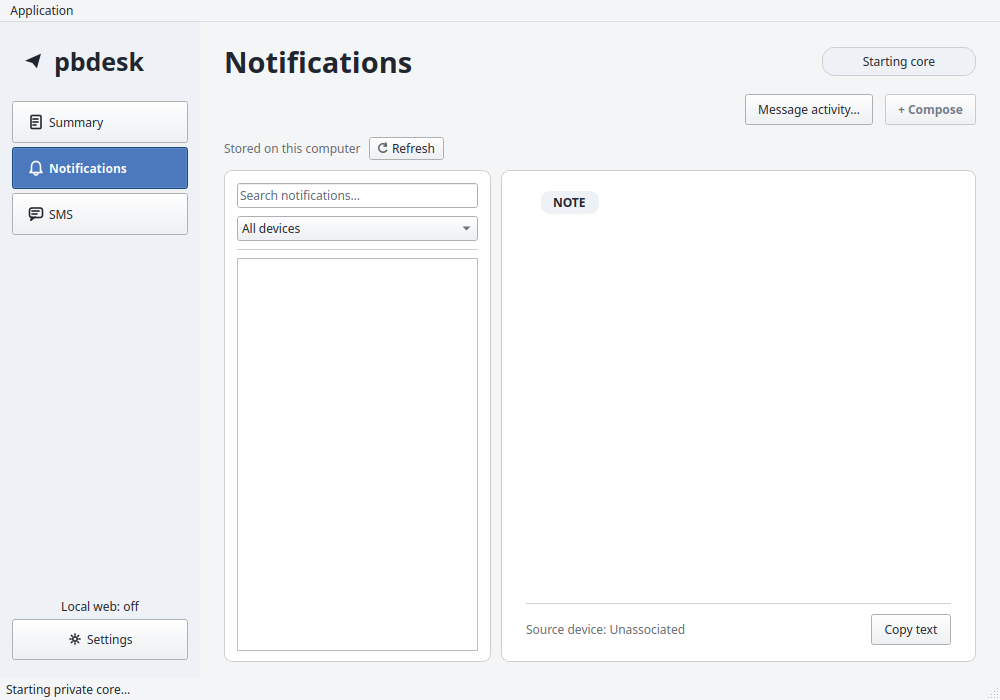 Application
pbdesk
Summary
Notifications
SMS
Local web: off
Settings
Starting private core...
Notifications
Starting core
Message activity...
+ Compose
Stored on this computer
Refresh
Search notifications...
All devices
NOTE
Source device: Unassociated
Copy text